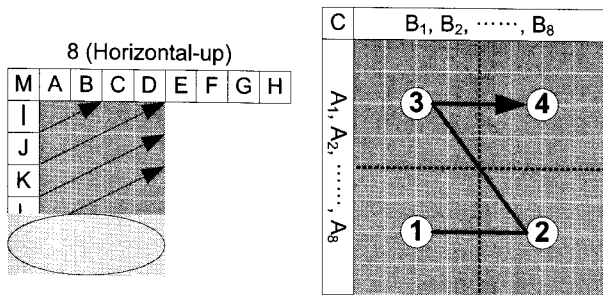 8 (Horizontal-up)
M A B C D E F G H
I
J
K
C
B₁, B₂, ⋯⋯, B₈
A₁, A₂, ⋯⋯, A₈
3 4
1 2